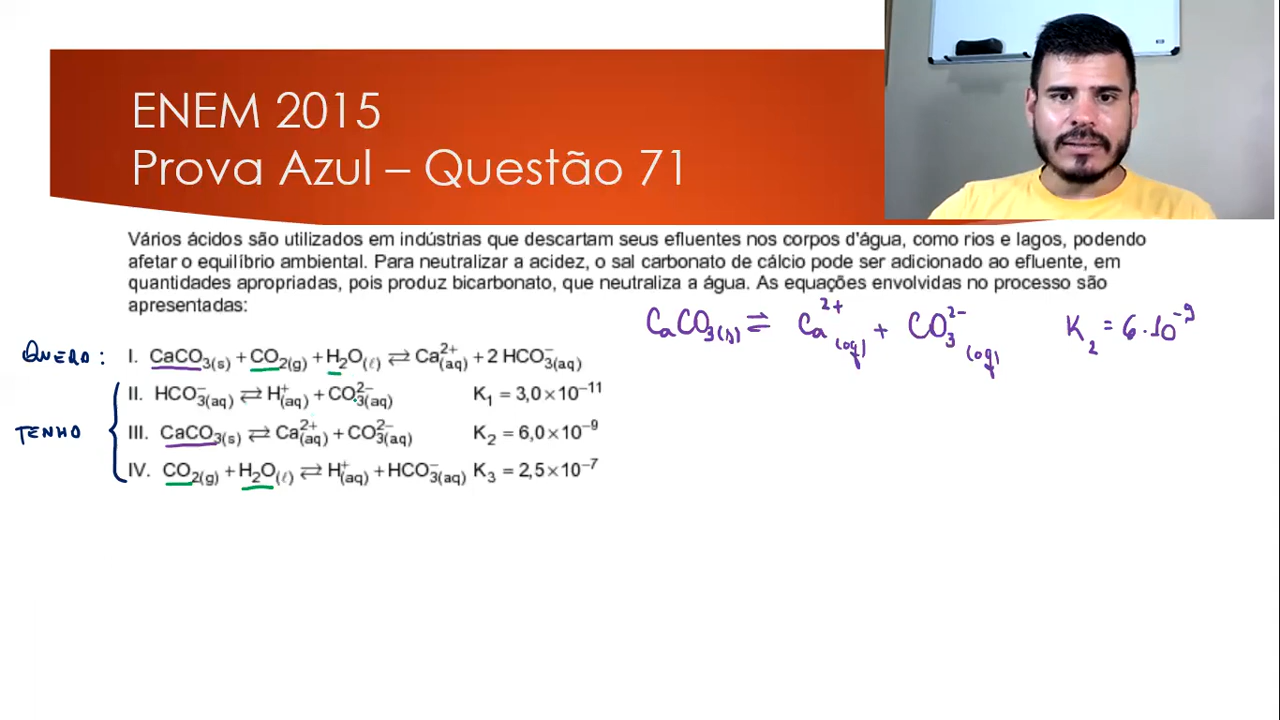 ENEM 2015
Prova Azul – Questão 71
Vários ácidos são utilizados em indústrias que descartam seus efluentes nos corpos d'água, como rios e lagos, podendo
afetar o equilíbrio ambiental. Para neutralizar a acidez, o sal carbonato de cálcio pode ser adicionado ao efluente, em
quantidades apropriadas, pois produz bicarbonato, que neutraliza a água. As equações envolvidas no processo são
apresentadas:
CaCO₃(s) ⇌ Ca²⁺(aq) + CO₃²⁻(aq) K₂ = 6.10⁻⁹
QUERO: I. CaCO₃(s) + CO₂(g) + H₂O(ℓ) ⇌ Ca²⁺(aq) + 2 HCO₃⁻(aq)
II. HCO₃⁻(aq) ⇌ H⁺(aq) + CO₃²⁻(aq) K₁ = 3,0×10⁻¹¹
TENHO III. CaCO₃(s) ⇌ Ca²⁺(aq) + CO₃²⁻(aq) K₂ = 6,0×10⁻⁹
IV. CO₂(g) + H₂O(ℓ) ⇌ H⁺(aq) + HCO₃⁻(aq) K₃ = 2,5×10⁻⁷